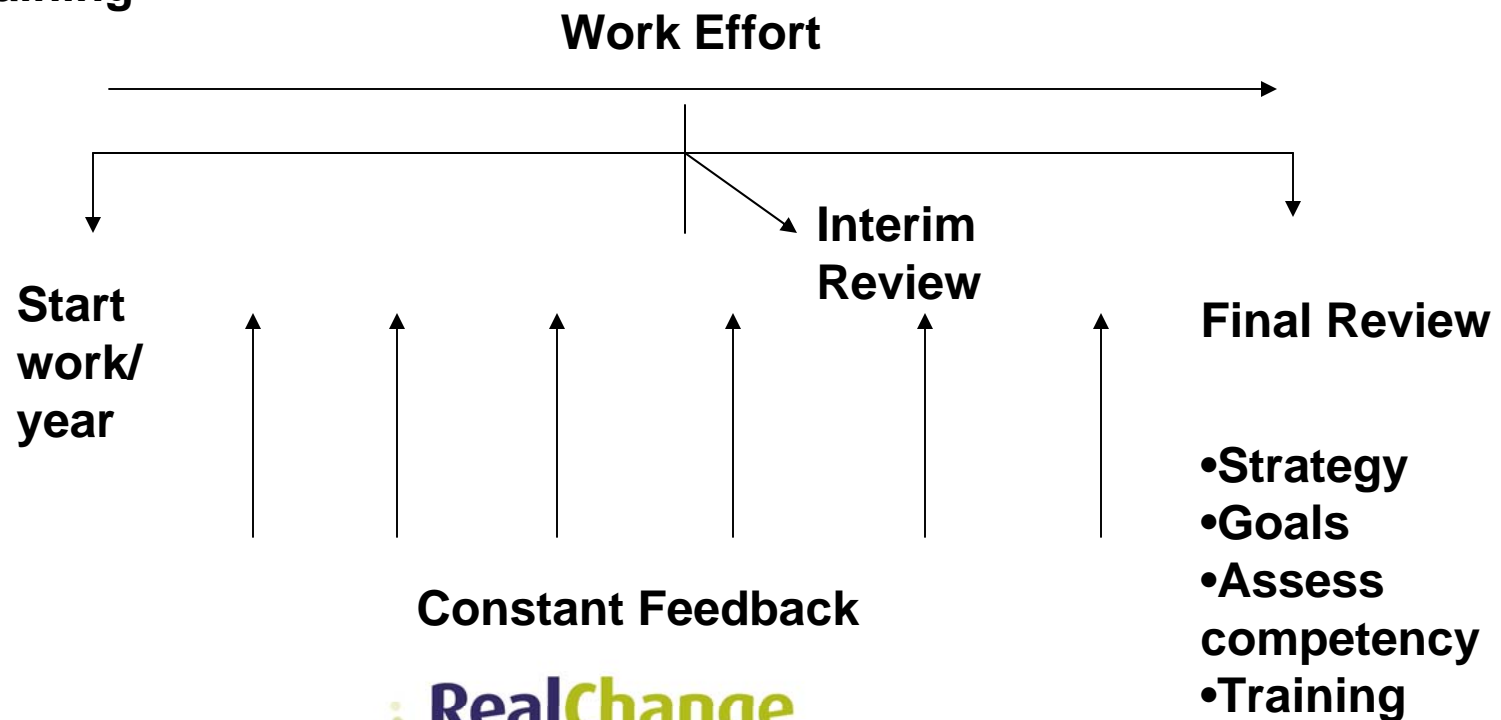 Work Effort
Interim
Review
Start
work/
year
Final Review
•Strategy
•Goals
•Assess
competency
•Training
Constant Feedback
RealChange